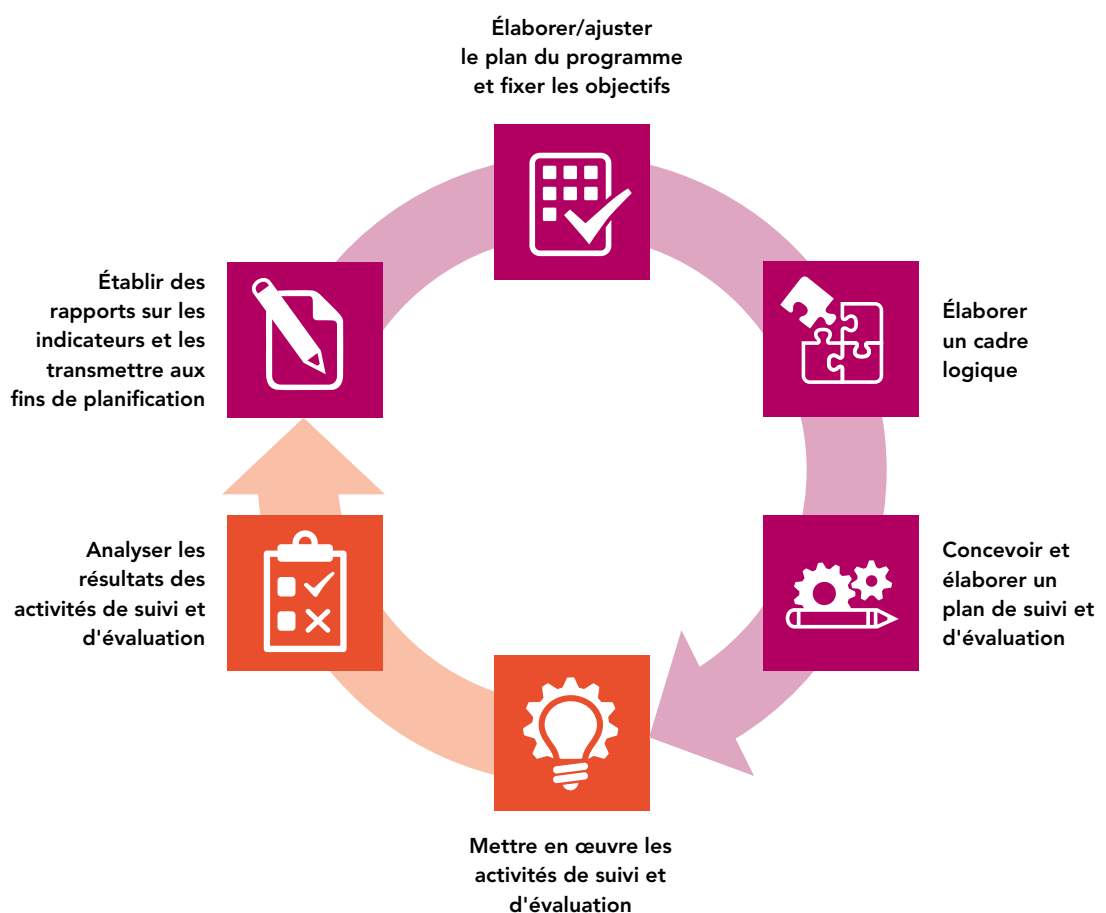 Élaborer/ajuster
le plan du programme
et fixer les objectifs
Élaborer
un cadre
logique
Concevoir et
élaborer un
plan de suivi et
d'évaluation
Mettre en œuvre les
activités de suivi et
d'évaluation
Analyser les
résultats des
activités de suivi et
d'évaluation
Établir des
rapports sur les
indicateurs et les
transmettre aux
fins de planification